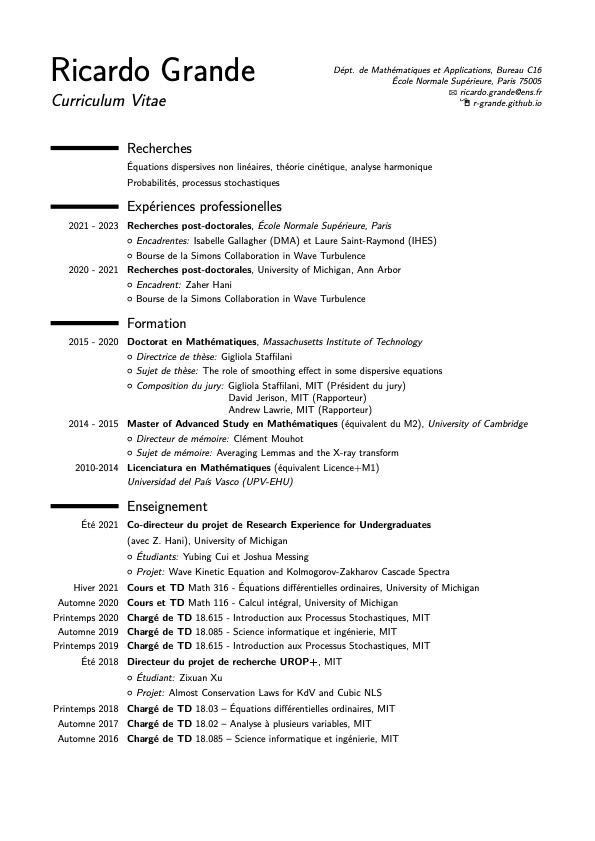 Ricardo Grande
Curriculum Vitae
Dépt. de Mathématiques et Applications, Bureau C16
École Normale Supérieure, Paris 75005
✉ ricardo.grande@ens.fr
r-grande.github.io
Recherches
Équations dispersives non linéaires, théorie cinétique, analyse harmonique
Probabilités, processus stochastiques
Expériences professionelles
2021 - 2023 Recherches post-doctorales, École Normale Supérieure, Paris
○ Encadrentes: Isabelle Gallagher (DMA) et Laure Saint-Raymond (IHES)
○ Bourse de la Simons Collaboration in Wave Turbulence
2020 - 2021 Recherches post-doctorales, University of Michigan, Ann Arbor
○ Encadrent: Zaher Hani
○ Bourse de la Simons Collaboration in Wave Turbulence
Formation
2015 - 2020 Doctorat en Mathématiques, Massachusetts Institute of Technology
○ Directrice de thèse: Gigliola Staffilani
○ Sujet de thèse: The role of smoothing effect in some dispersive equations
○ Composition du jury: Gigliola Staffilani, MIT (Président du jury)
David Jerison, MIT (Rapporteur)
Andrew Lawrie, MIT (Rapporteur)
2014 - 2015 Master of Advanced Study en Mathématiques (équivalent du M2), University of Cambridge
○ Directeur de mémoire: Clément Mouhot
○ Sujet de mémoire: Averaging Lemmas and the X-ray transform
2010-2014 Licenciatura en Mathématiques (équivalent Licence+M1)
Universidad del País Vasco (UPV-EHU)
Enseignement
Été 2021 Co-directeur du projet de Research Experience for Undergraduates
(avec Z. Hani), University of Michigan
○ Étudiants: Yubing Cui et Joshua Messing
○ Projet: Wave Kinetic Equation and Kolmogorov-Zakharov Cascade Spectra
Hiver 2021 Cours et TD Math 316 - Équations différentielles ordinaires, University of Michigan
Automne 2020 Cours et TD Math 116 - Calcul intégral, University of Michigan
Printemps 2020 Chargé de TD 18.615 - Introduction aux Processus Stochastiques, MIT
Automne 2019 Chargé de TD 18.085 - Science informatique et ingénierie, MIT
Printemps 2019 Chargé de TD 18.615 - Introduction aux Processus Stochastiques, MIT
Été 2018 Directeur du projet de recherche UROP+, MIT
○ Étudiant: Zixuan Xu
○ Projet: Almost Conservation Laws for KdV and Cubic NLS
Printemps 2018 Chargé de TD 18.03 – Équations différentielles ordinaires, MIT
Automne 2017 Chargé de TD 18.02 – Analyse à plusieurs variables, MIT
Automne 2016 Chargé de TD 18.085 – Science informatique et ingénierie, MIT